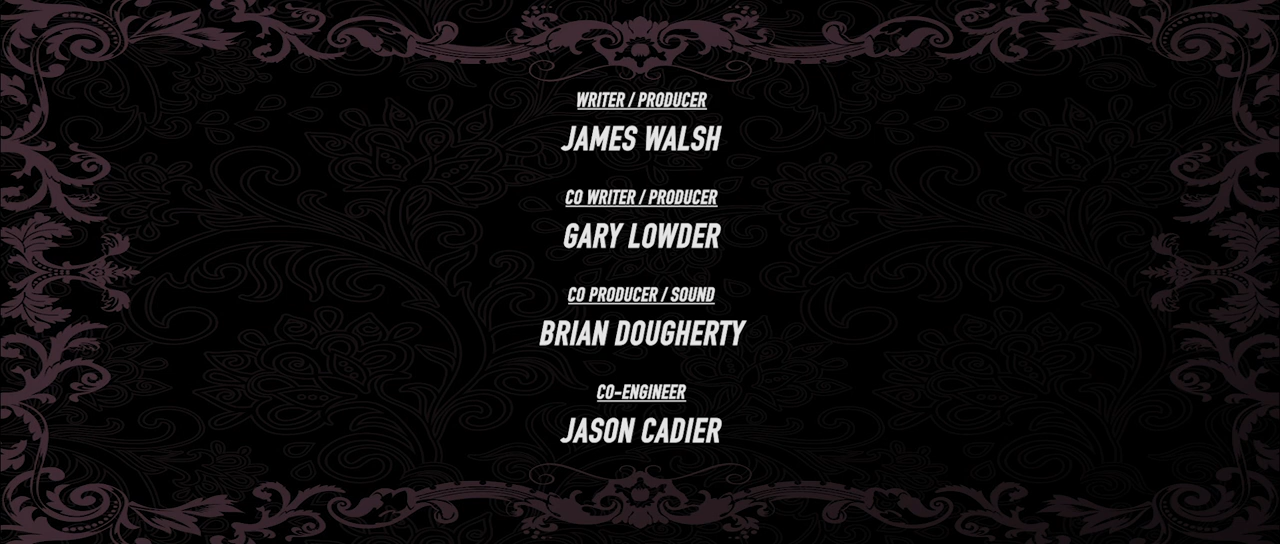 WRITER / PRODUCER
JAMES WALSH
CO WRITER / PRODUCER
GARY LOWDER
CO PRODUCER / SOUND
BRIAN DOUGHERTY
CO-ENGINEER
JASON CADIER